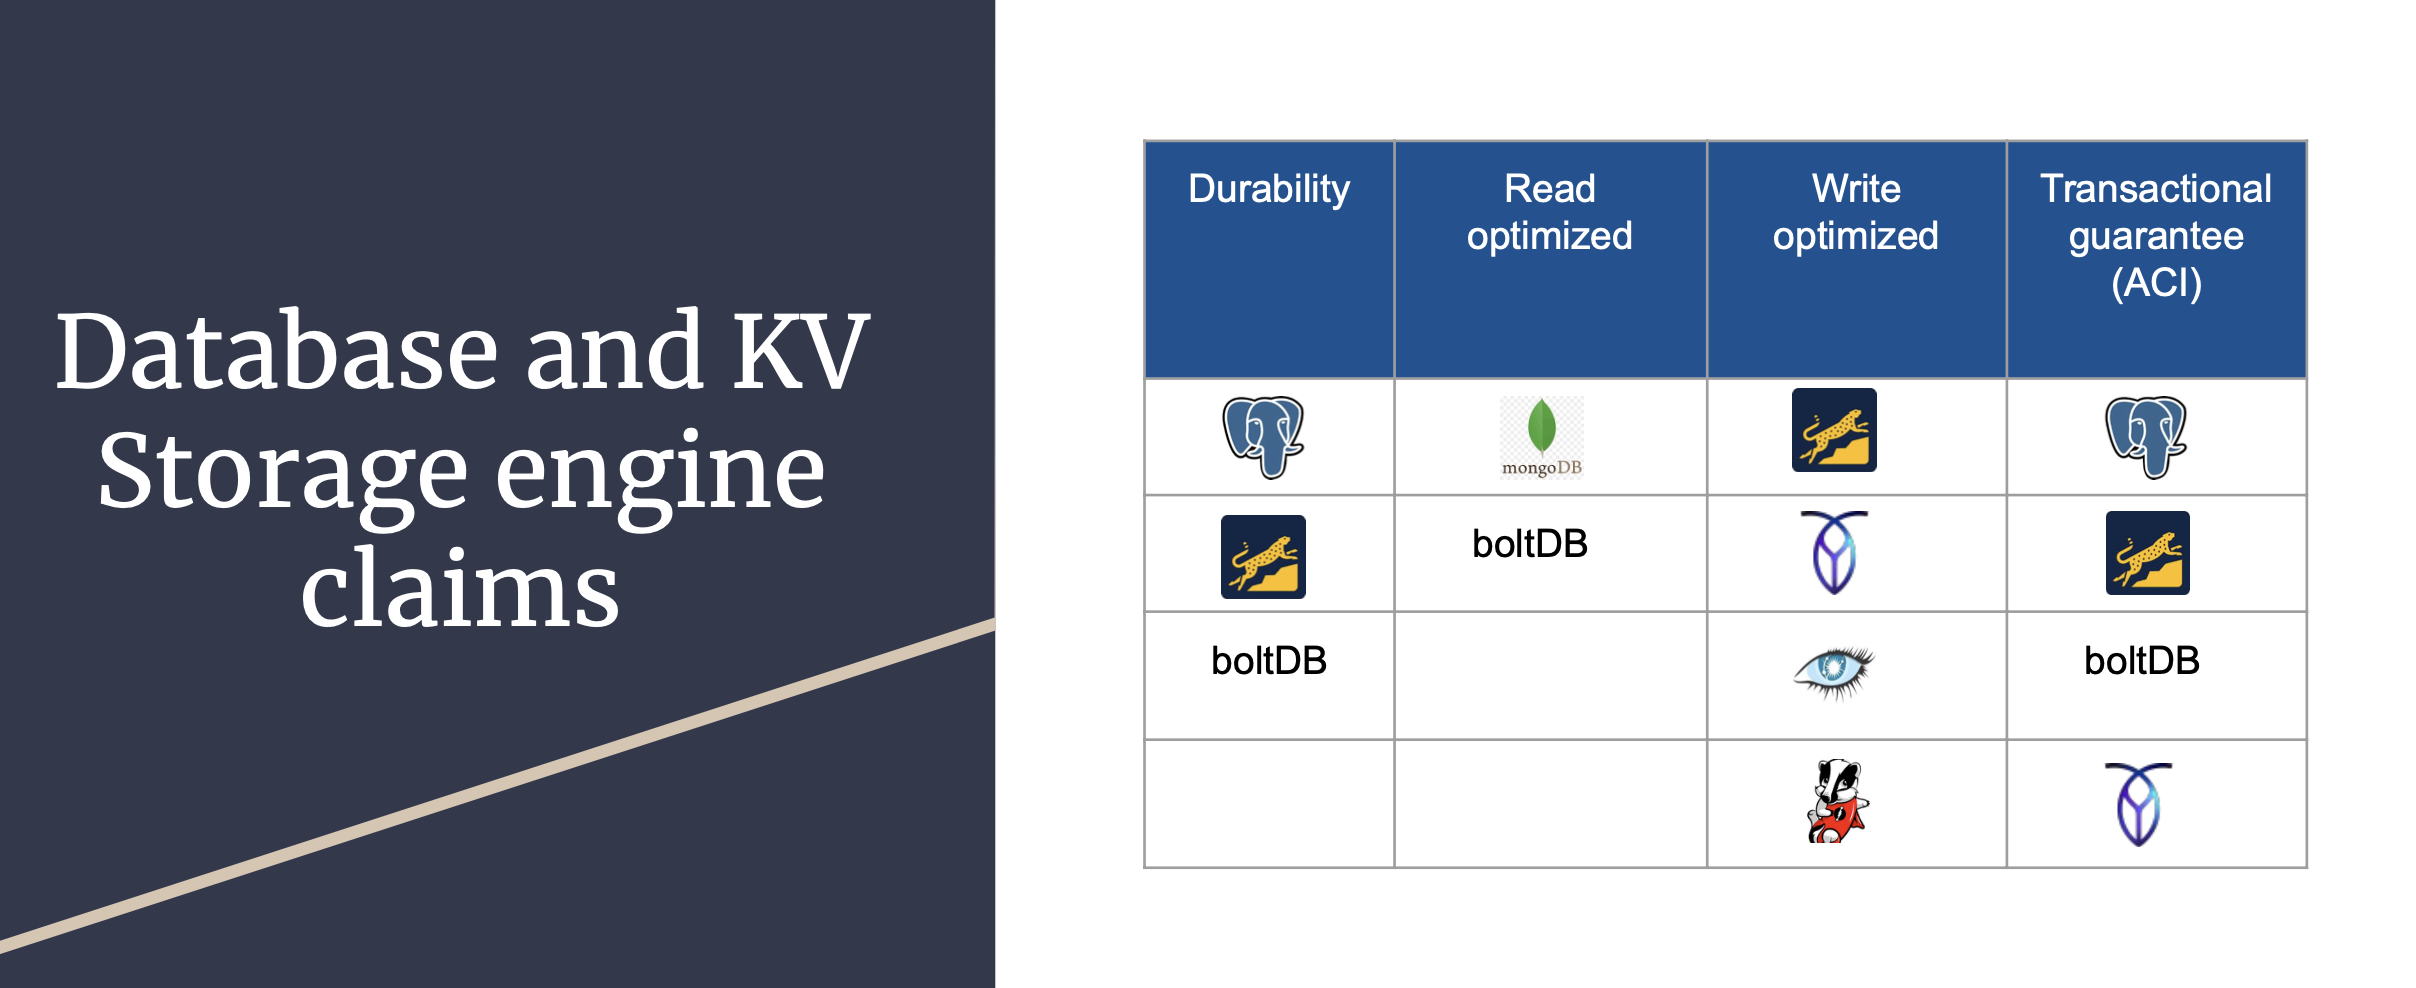 Database and KV
Storage engine
claims
Durability
Read
optimized
Write
optimized
Transactional
guarantee
(ACI)
mongoDB
boltDB
boltDB
boltDB